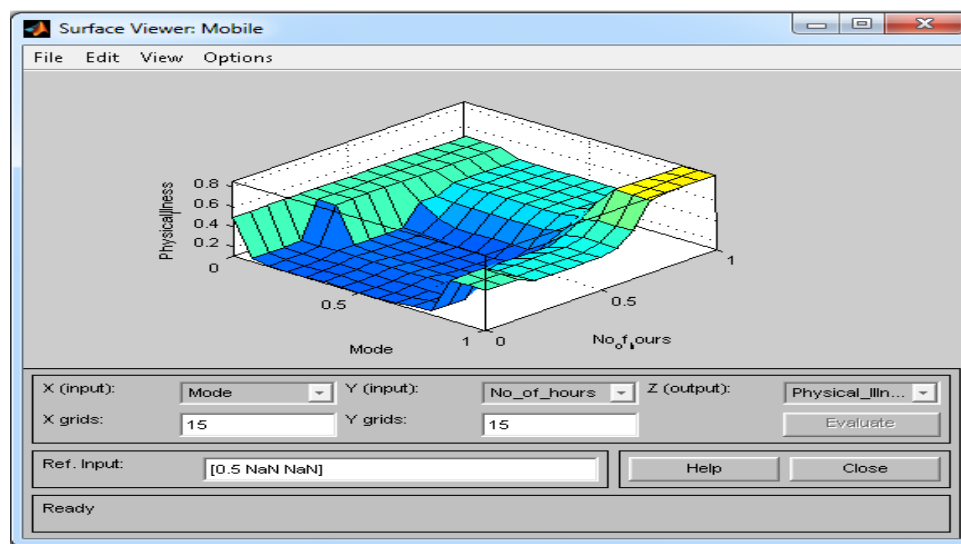 Surface Viewer: Mobile
File Edit View Options
0.8
0.6
0.4
0.2
0
0.5
1
0
0.5
1
Mode
X (input):
Mode
Y (input):
No_of_hours
Z (output):
Physical_Illn...
X grids:
15
Y grids:
15
Evaluate
Ref. Input:
[0.5 NaN NaN]
Help
Close
Ready